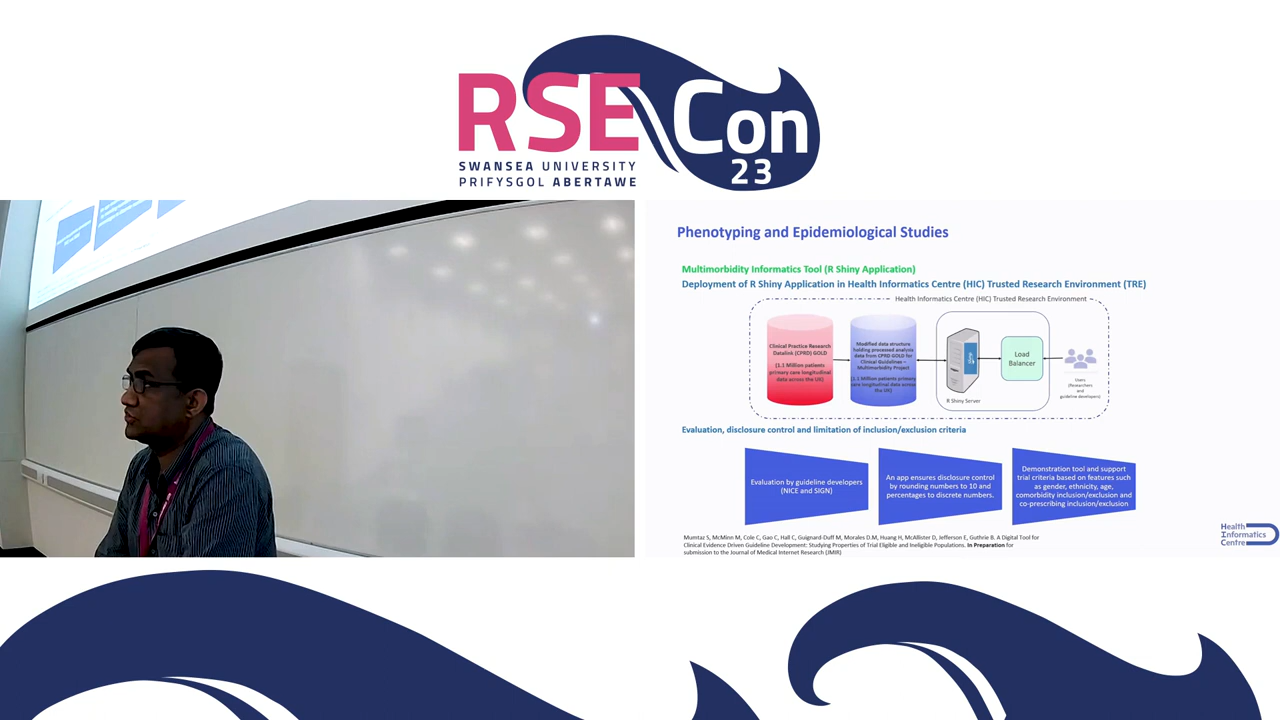 RSE Con 23
SWANSEA UNIVERSITY
PRIFYSGOL ABERTAWE
Phenotyping and Epidemiological Studies
Multimorbidity Informatics Tool (R Shiny Application)
Deployment of R Shiny Application in Health Informatics Centre (HIC) Trusted Research Environment (TRE)
Health Informatics Centre (HIC) Trusted Research Environment
Clinical Practice Research
Datalink (CPRD) GOLD
(1.1 Million patients
primary care longitudinal
data across the UK)
Modified data structure
holding processed analysis
data from CPRD GOLD for
Clinical Guidelines –
Multimorbidity Project
(1.1 Million patients primary
care longitudinal data across
the UK)
R Shiny Server
Load
Balancer
Users
(Researchers
and
guideline developers)
Evaluation, disclosure control and limitation of inclusion/exclusion criteria
Evaluation by guideline developers
(NICE and SIGN)
An app ensures disclosure control
by rounding numbers to 10 and
percentages to discrete numbers.
Demonstration tool and support
trial criteria based on features such
as gender, ethnicity, age,
comorbidity inclusion/exclusion and
co-prescribing inclusion/exclusion
Mumtaz S, McMinn M, Cole C, Gao C, Hall C, Guignard-Duff M, Morales D.M, Huang H, McAllister D, Jefferson E, Guthrie B. A Digital Tool for
Clinical Evidence Driven Guideline Development: Studying Properties of Trial Eligible and Ineligible Populations. In Preparation for
submission to the Journal of Medical Internet Research (JMIR)
Health
Informatics
Centre